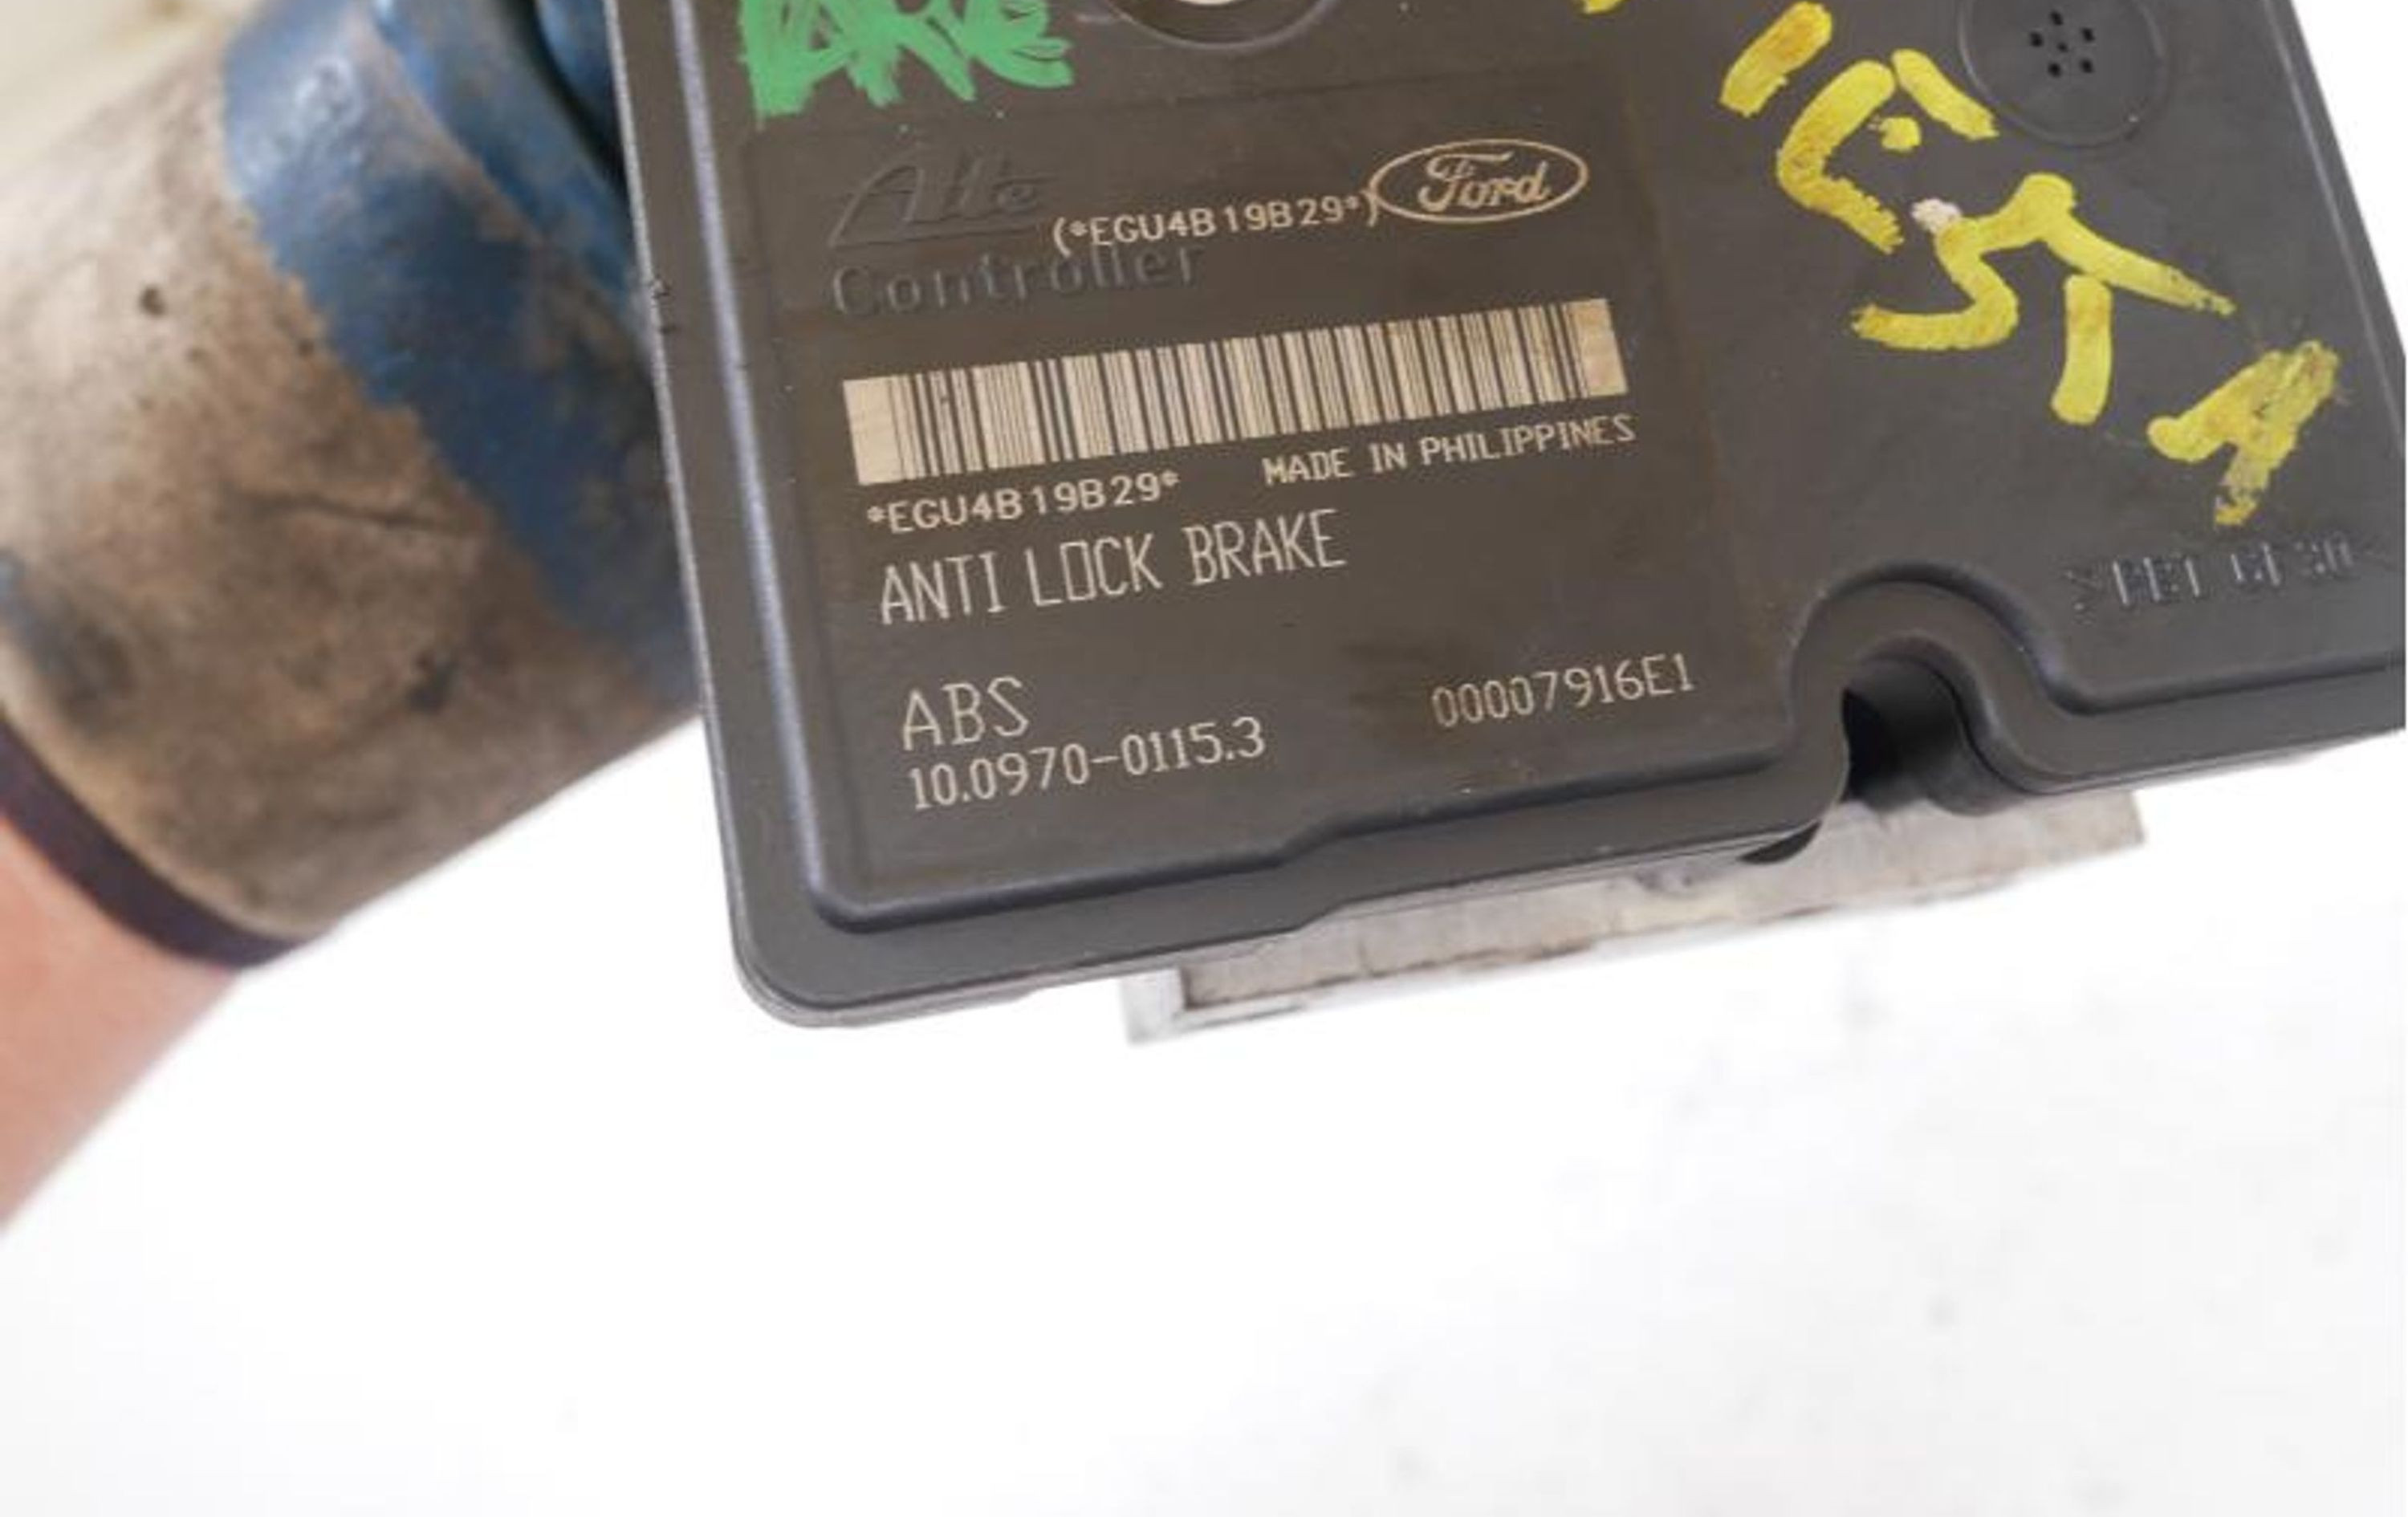 Ate
(*EGU4B19B29*) Ford
Controller
*EGU4B19B29* MADE IN PHILIPPINES
ANTI LOCK BRAKE
ABS 00007916E1
10.0970-0115.3